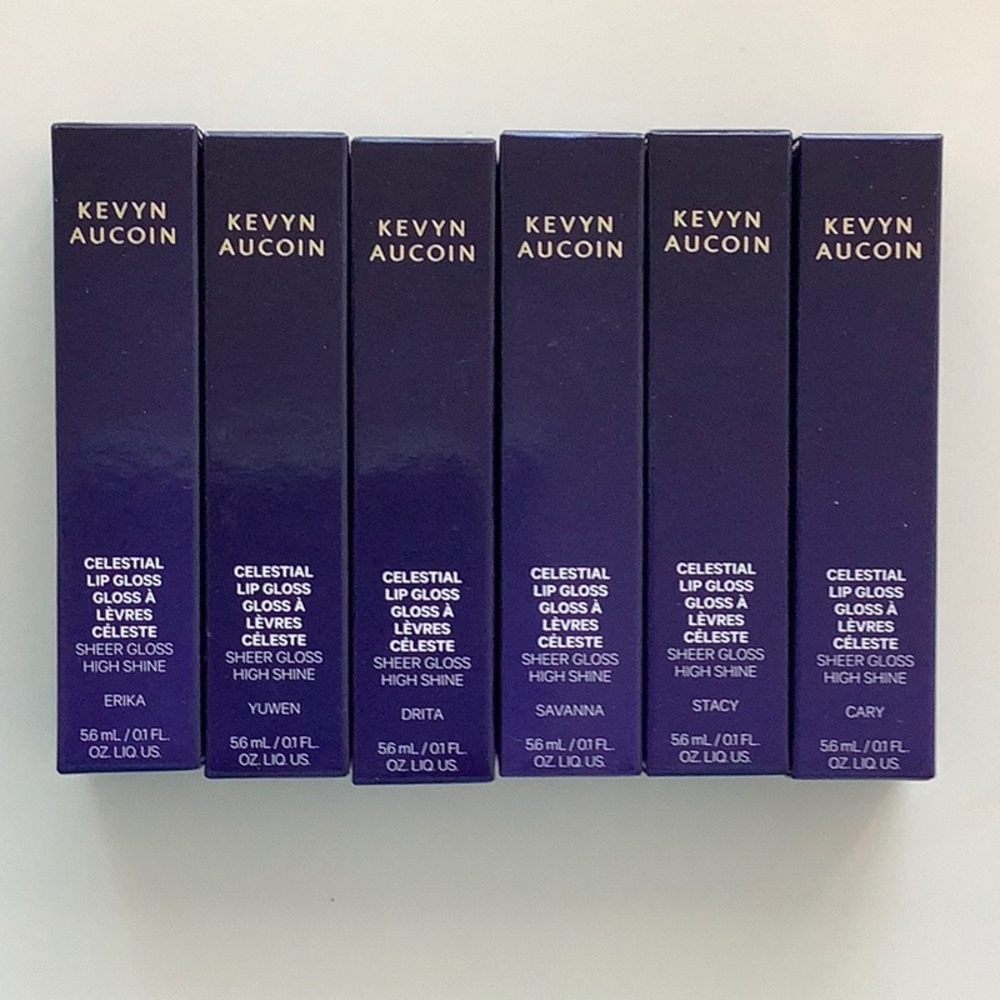 KEVYN
AUCOIN
CELESTIAL
LIP GLOSS
GLOSS À
LÈVRES
CÉLESTE
SHEER GLOSS
HIGH SHINE
ERIKA
5.6 mL / 0.1 FL.
OZ. LIQ. US.
KEVYN
AUCOIN
CELESTIAL
LIP GLOSS
GLOSS À
LÈVRES
CÉLESTE
SHEER GLOSS
HIGH SHINE
YUWEN
5.6 mL / 0.1 FL.
OZ. LIQ. US.
KEVYN
AUCOIN
CELESTIAL
LIP GLOSS
GLOSS À
LÈVRES
CÉLESTE
SHEER GLOSS
HIGH SHINE
DRITA
5.6 mL / 0.1 FL.
OZ. LIQ. US.
KEVYN
AUCOIN
CELESTIAL
LIP GLOSS
GLOSS À
LÈVRES
CÉLESTE
SHEER GLOSS
HIGH SHINE
SAVANNA
5.6 mL / 0.1 FL.
OZ. LIQ. US.
KEVYN
AUCOIN
CELESTIAL
LIP GLOSS
GLOSS À
LÈVRES
CÉLESTE
SHEER GLOSS
HIGH SHINE
STACY
5.6 mL / 0.1 FL.
OZ. LIQ. US.
KEVYN
AUCOIN
CELESTIAL
LIP GLOSS
GLOSS À
LÈVRES
CÉLESTE
SHEER GLOSS
HIGH SHINE
CARY
5.6 mL / 0.1 FL.
OZ. LIQ. US.